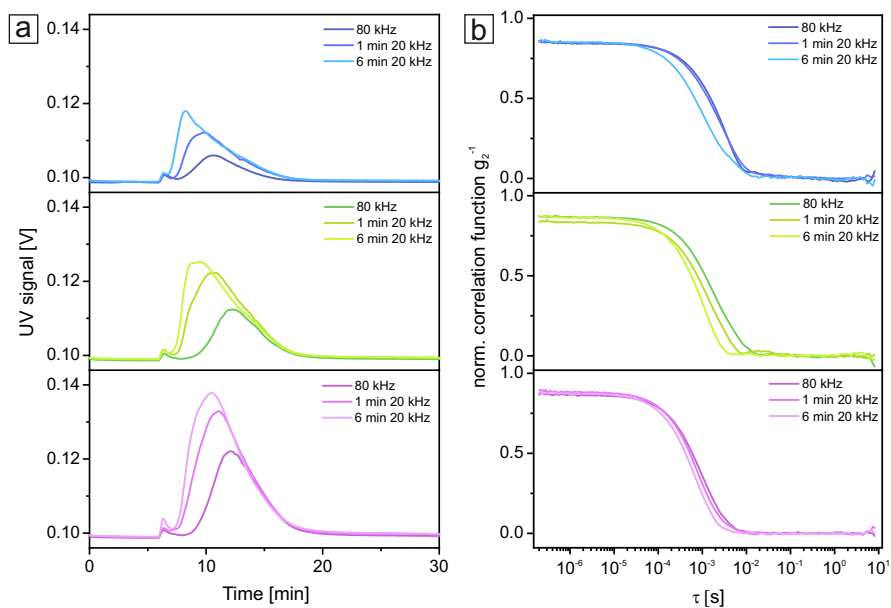 a
0.14
0.12
0.10
80 kHz
1 min 20 kHz
6 min 20 kHz
0.14
0.12
0.10
80 kHz
1 min 20 kHz
6 min 20 kHz
0.14
0.12
0.10
80 kHz
1 min 20 kHz
6 min 20 kHz
UV signal [V]
0 10 20 30
Time [min]
b
1.0
0.5
0.0
80 kHz
1 min 20 kHz
6 min 20 kHz
1.0
0.5
0.0
80 kHz
1 min 20 kHz
6 min 20 kHz
1.0
0.5
0.0
80 kHz
1 min 20 kHz
6 min 20 kHz
norm. correlation function g₂⁻¹
10⁻⁶ 10⁻⁵ 10⁻⁴ 10⁻³ 10⁻² 10⁻¹ 10⁰ 10¹
τ [s]